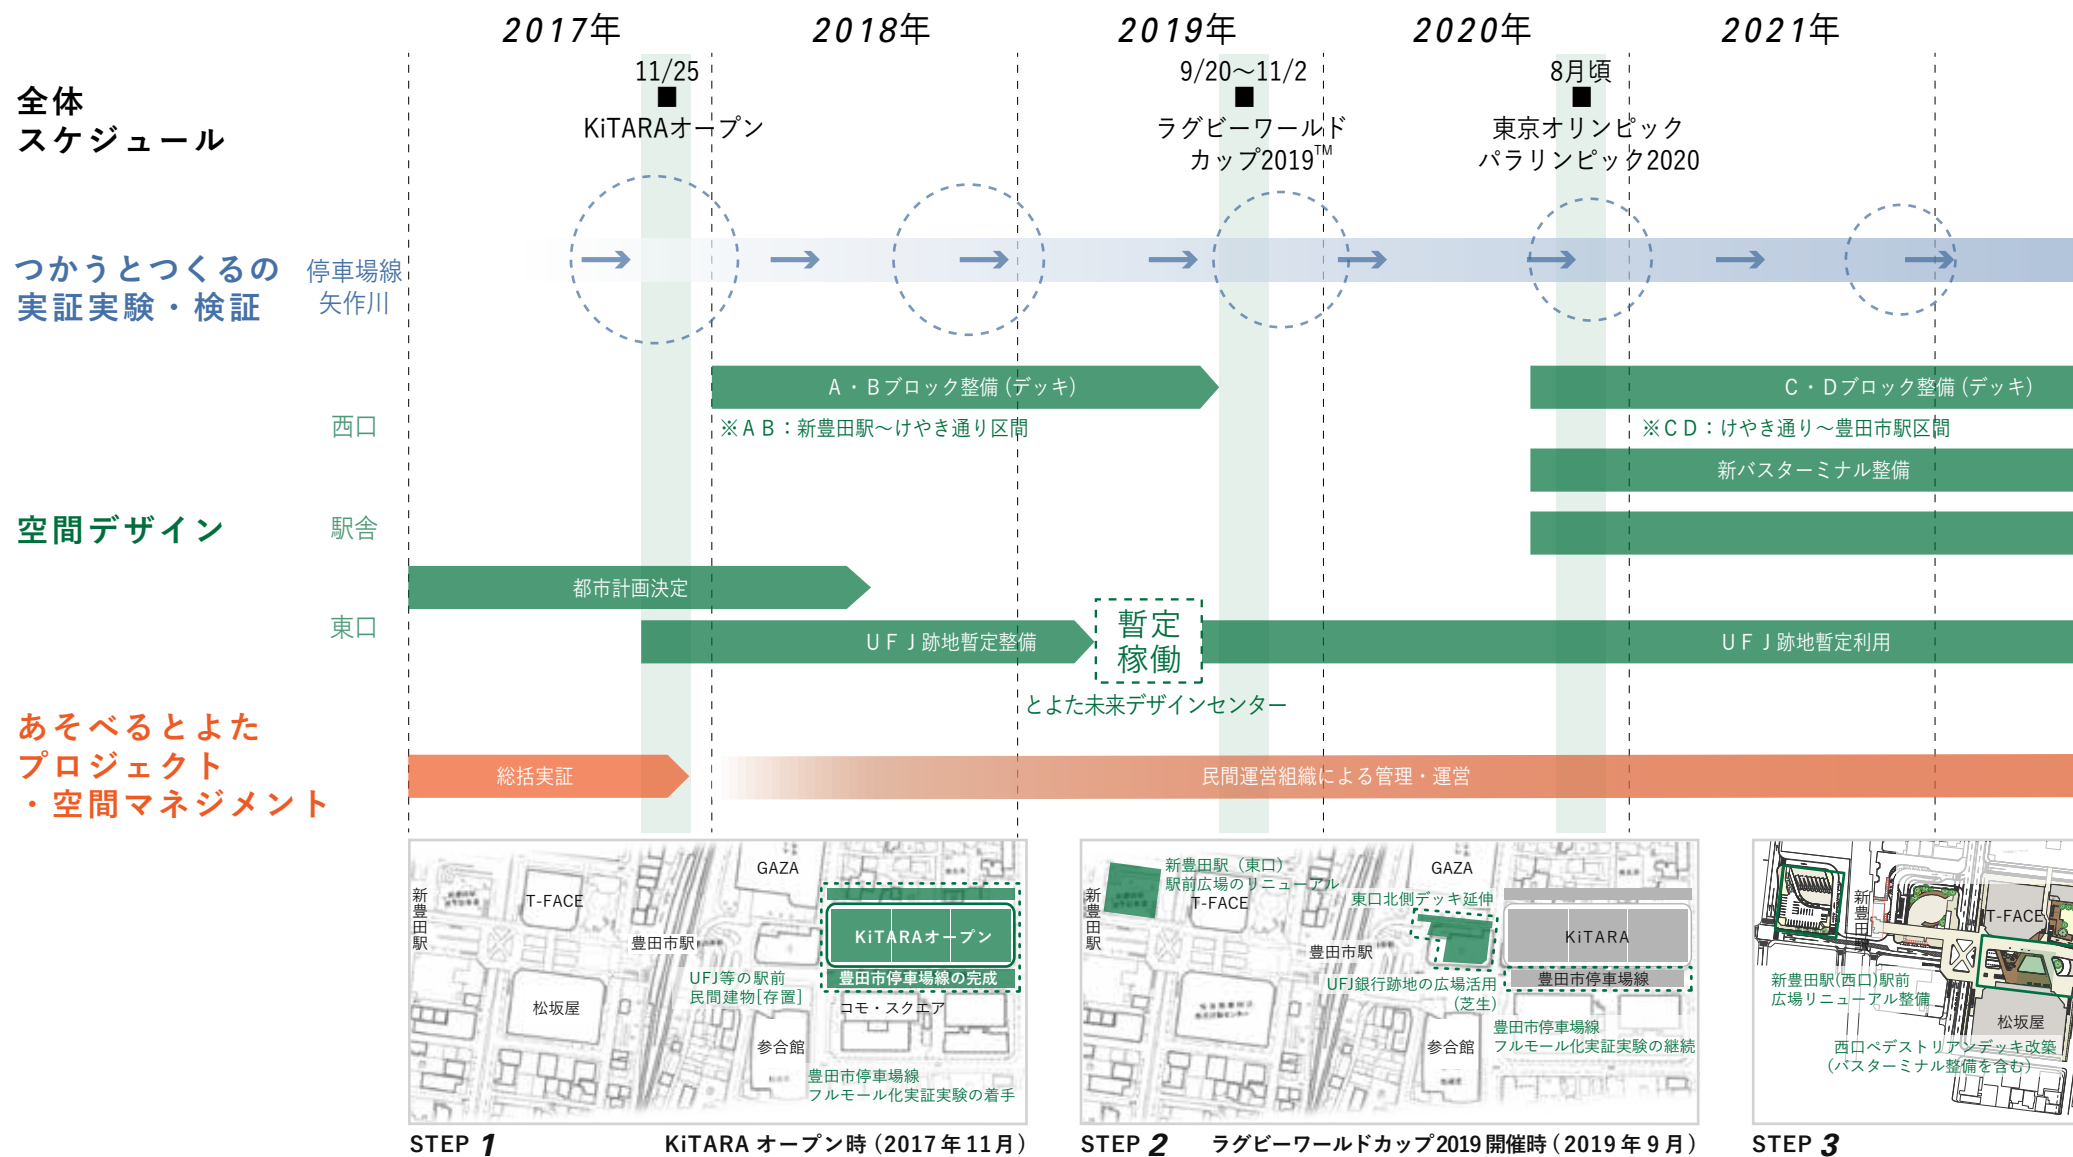 2017年
2018年
2019年
2020年
2021年
全体
スケジュール
11/25
■
KiTARAオープン
9/20～11/2
■
ラグビーワールド
カップ2019™
8月頃
■
東京オリンピック
パラリンピック2020
つかうとつくるの
実証実験・検証
停車場線
矢作川
A・Bブロック整備(デッキ)
C・Dブロック整備(デッキ)
西口
※AB：新豊田駅～けやき通り区間
※CD：けやき通り～豊田市駅区間
新バスターミナル整備
空間デザイン
駅舎
都市計画決定
東口
UFJ跡地暫定整備
暫定
稼働
UFJ跡地暫定利用
とよた未来デザインセンター
あそべるとよた
プロジェクト
・空間マネジメント
総括実証
民間運営組織による管理・運営
新豊田駅
T-FACE
GAZA
豊田市駅
KiTARAオープン
UFJ等の駅前
民間建物[存置]
豊田市停車場線の完成
松坂屋
コモ・スクエア
参合館
豊田市停車場線
フルモール化実証実験の着手
STEP 1
KiTARA オープン時(2017年11月)
新豊田駅
新豊田駅（東口）
駅前広場のリニューアル
T-FACE
GAZA
東口北側デッキ延伸
豊田市駅
KiTARA
UFJ銀行跡地の広場活用
(芝生)
豊田市停車場線
豊田市停車場線
フルモール化実証実験の継続
参合館
STEP 2
ラグビーワールドカップ2019開催時(2019年9月)
新豊田駅
T-FACE
新豊田駅(西口)駅前
広場リニューアル整備
松坂屋
西口ペデストリアンデッキ改築
(バスターミナル整備を含む)
STEP 3